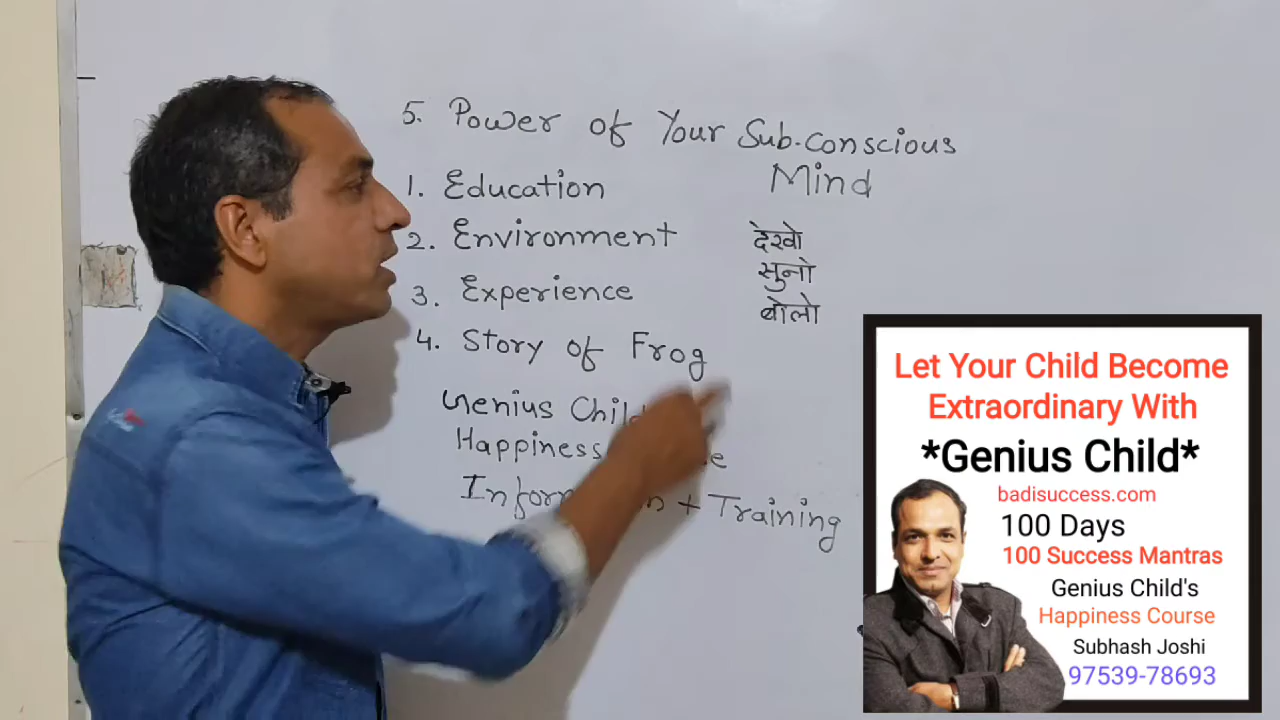 5. Power of Your Sub-conscious
Mind
1. Education
2. Environment
3. Experience
4. Story of Frog
देखो
सुनो
बोलो
Genius
Happiness
+ Training
Let Your Child Become
Extraordinary With
*Genius Child*
badisuccess.com
100 Days
100 Success Mantras
Genius Child's
Happiness Course
Subhash Joshi
97539-78693